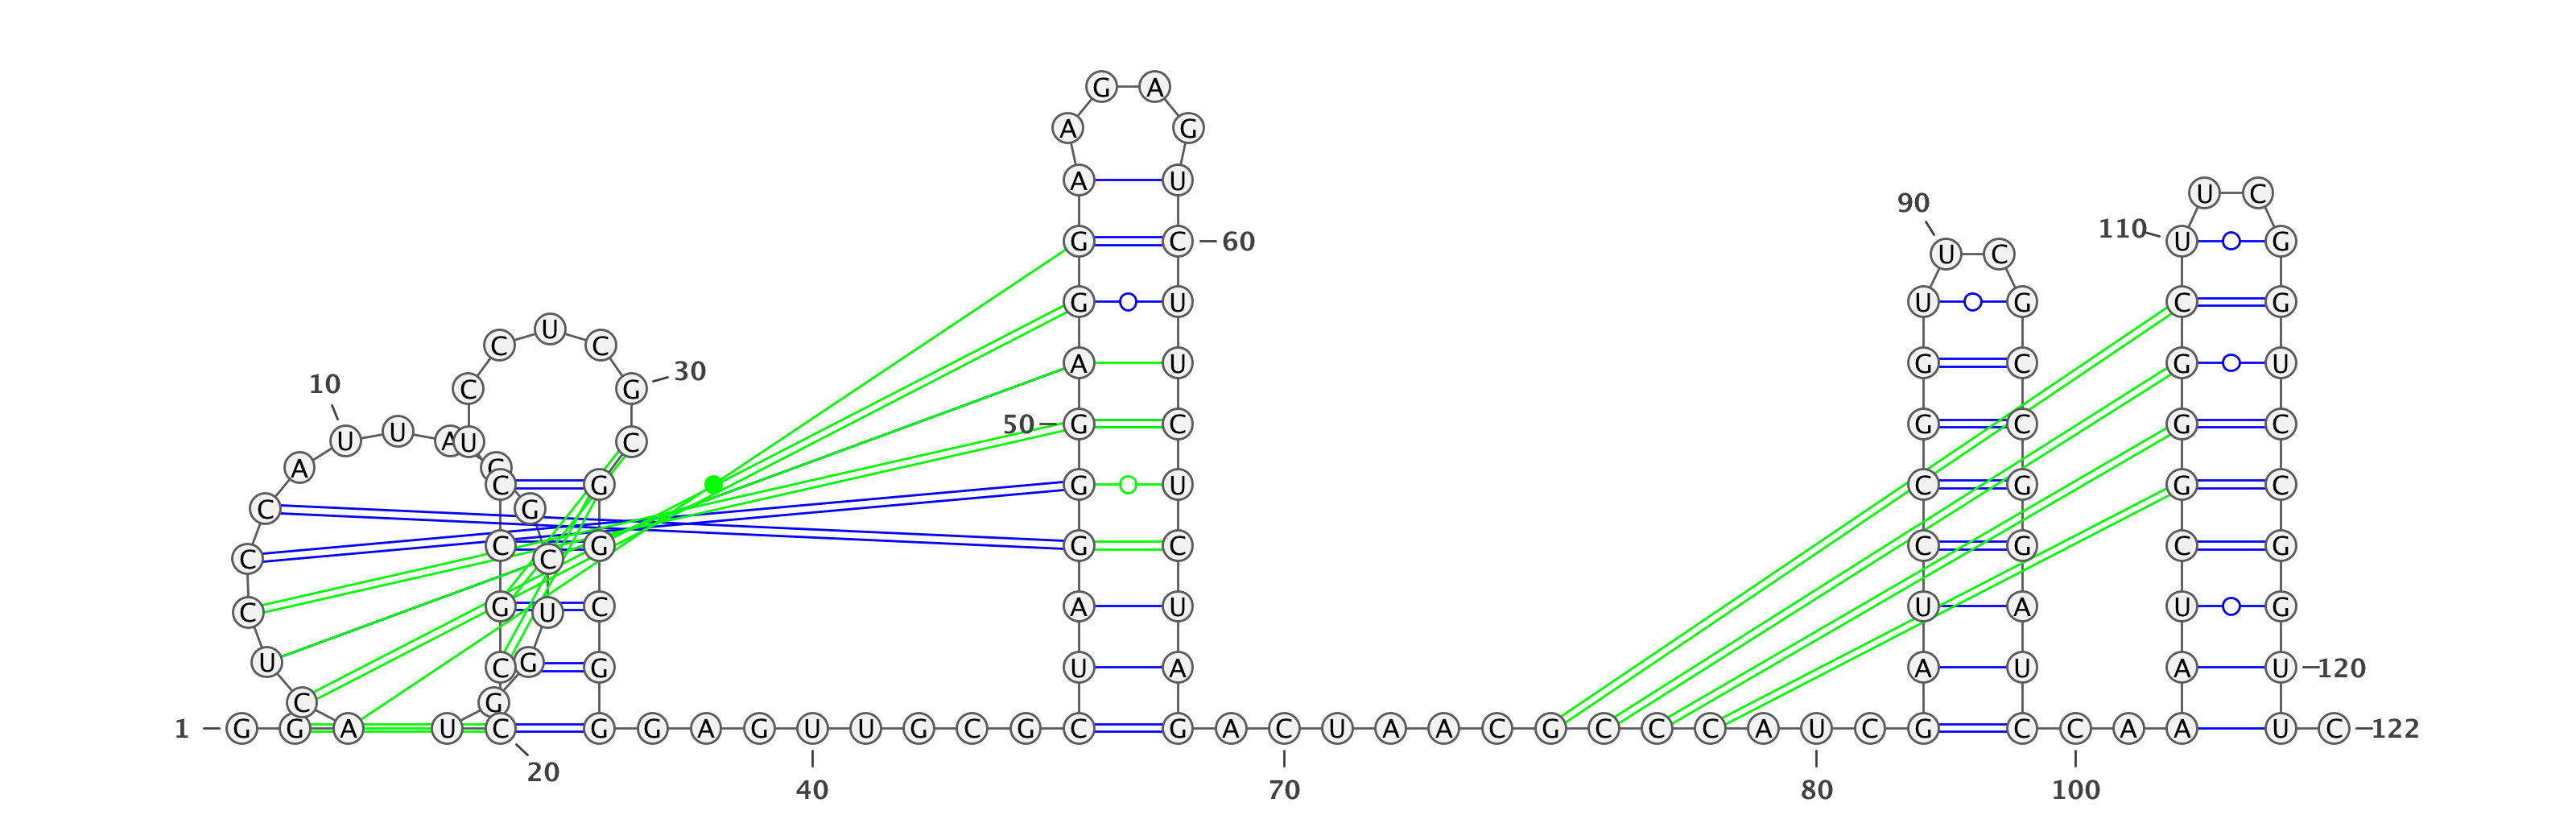 G A
A G
A U
U C
90
110
G C 60 U G
U C
G U U G C G
U
C C
A U G C G U
30
10
C G
50 G C G C G C
U U A U C
A C
C G G U C G G C
C G
C G G C C G C G
C C
G C A U U A U G
C U
U G
C G U A A U A U 120
C G
1 G G A U C G G A G U U G C G C G A C U A A C G C C C A U C G C C A A U C 122
20
40 70 80 100